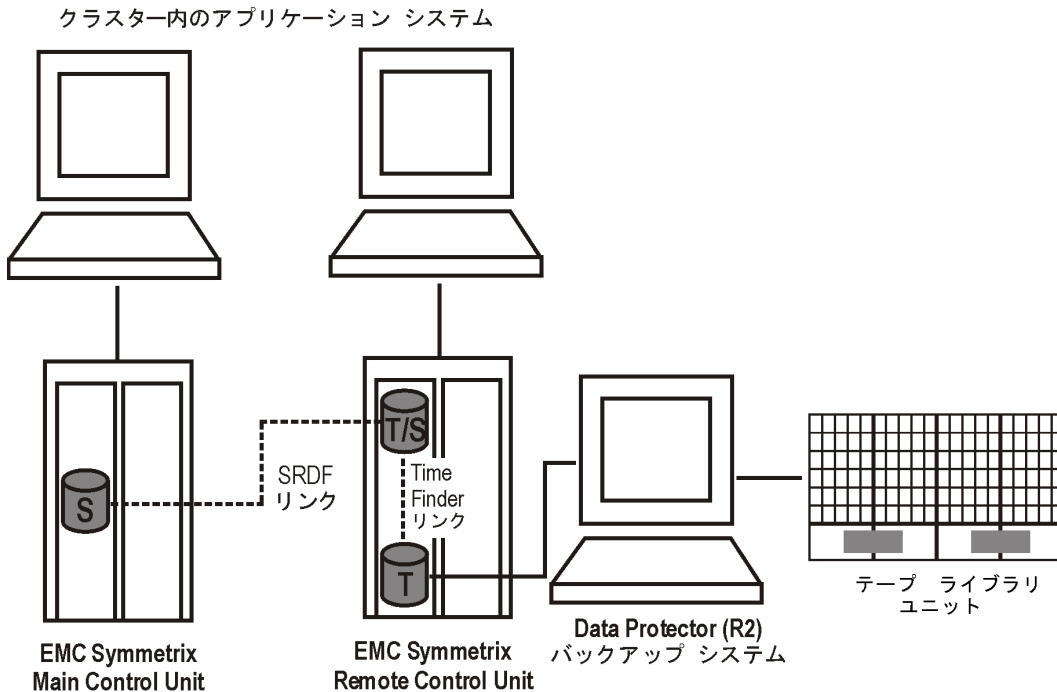 クラスター内のアプリケーション システム
T/S
SRDF
リンク
Time
Finder
リンク
S
T
テープ ライブラリ
ユニット
Data Protector (R2)
バックアップ システム
EMC Symmetrix
Main Control Unit
EMC Symmetrix
Remote Control Unit